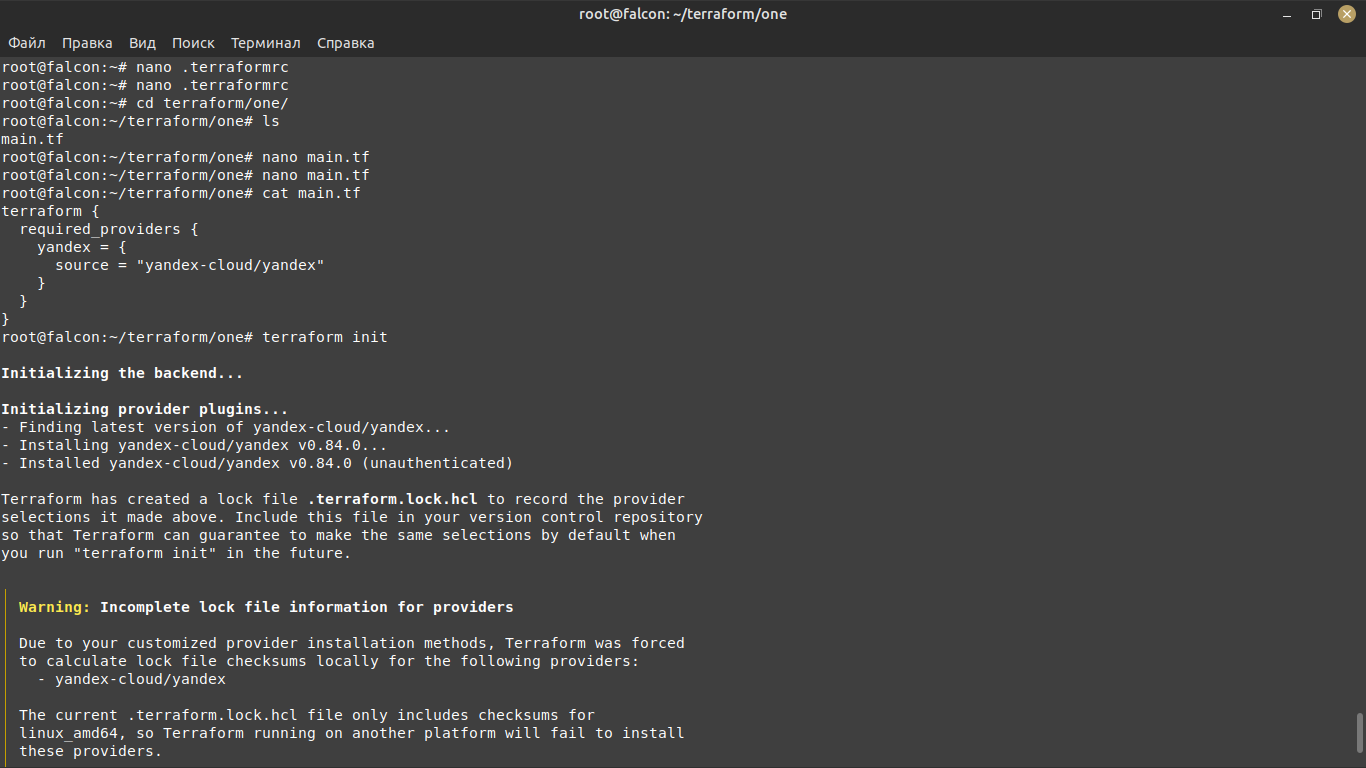 root@falcon: ~/terraform/one
Файл Правка Вид Поиск Терминал Справка
root@falcon:~# nano .terraformrc
root@falcon:~# nano .terraformrc
root@falcon:~# cd terraform/one/
root@falcon:~/terraform/one# ls
main.tf
root@falcon:~/terraform/one# nano main.tf
root@falcon:~/terraform/one# nano main.tf
root@falcon:~/terraform/one# cat main.tf
terraform {
  required_providers {
    yandex = {
      source = "yandex-cloud/yandex"
    }
  }
}
root@falcon:~/terraform/one# terraform init
Initializing the backend...
Initializing provider plugins...
- Finding latest version of yandex-cloud/yandex...
- Installing yandex-cloud/yandex v0.84.0...
- Installed yandex-cloud/yandex v0.84.0 (unauthenticated)
Terraform has created a lock file .terraform.lock.hcl to record the provider
selections it made above. Include this file in your version control repository
so that Terraform can guarantee to make the same selections by default when
you run "terraform init" in the future.
Warning: Incomplete lock file information for providers
Due to your customized provider installation methods, Terraform was forced
to calculate lock file checksums locally for the following providers:
  - yandex-cloud/yandex
The current .terraform.lock.hcl file only includes checksums for
linux_amd64, so Terraform running on another platform will fail to install
these providers.